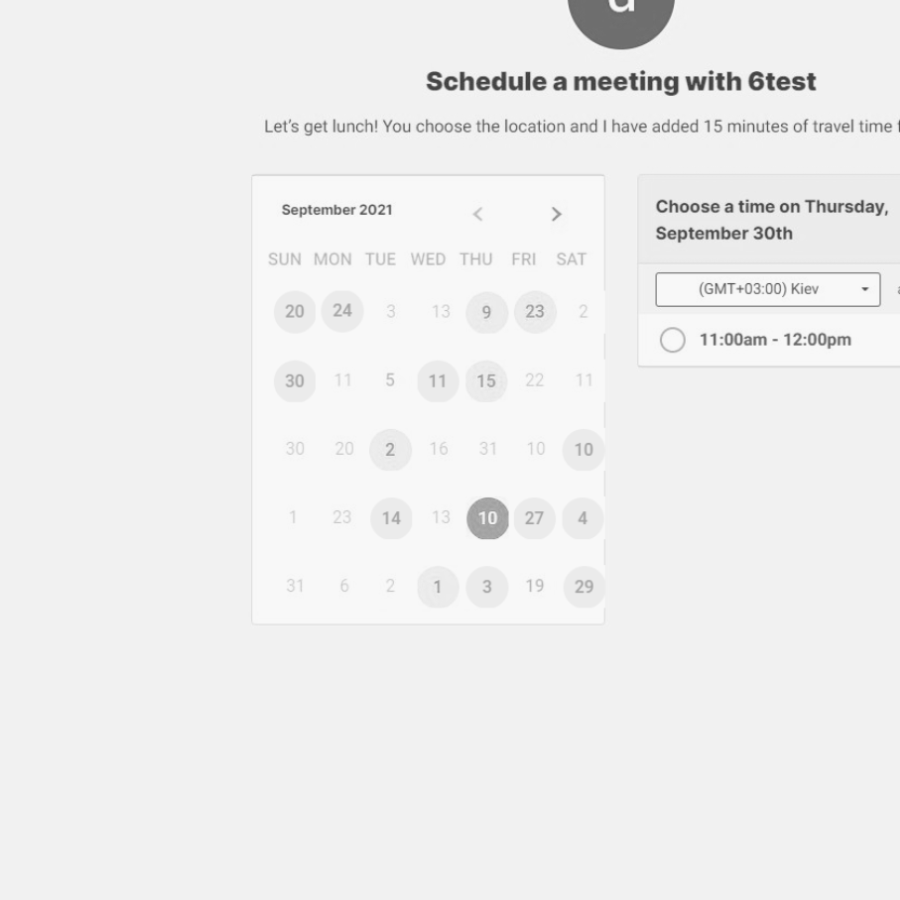 Schedule a meeting with 6test
Let's get lunch! You choose the location and I have added 15 minutes of travel time
September 2021
SUN MON TUE WED THU FRI SAT
20 24 3 13 9 23 2
30 11 5 11 15 22 11
30 20 2 16 31 10 10
1 23 14 13 10 27 4
31 6 2 1 3 19 29
Choose a time on Thursday,
September 30th
(GMT+03:00) Kiev
11:00am - 12:00pm